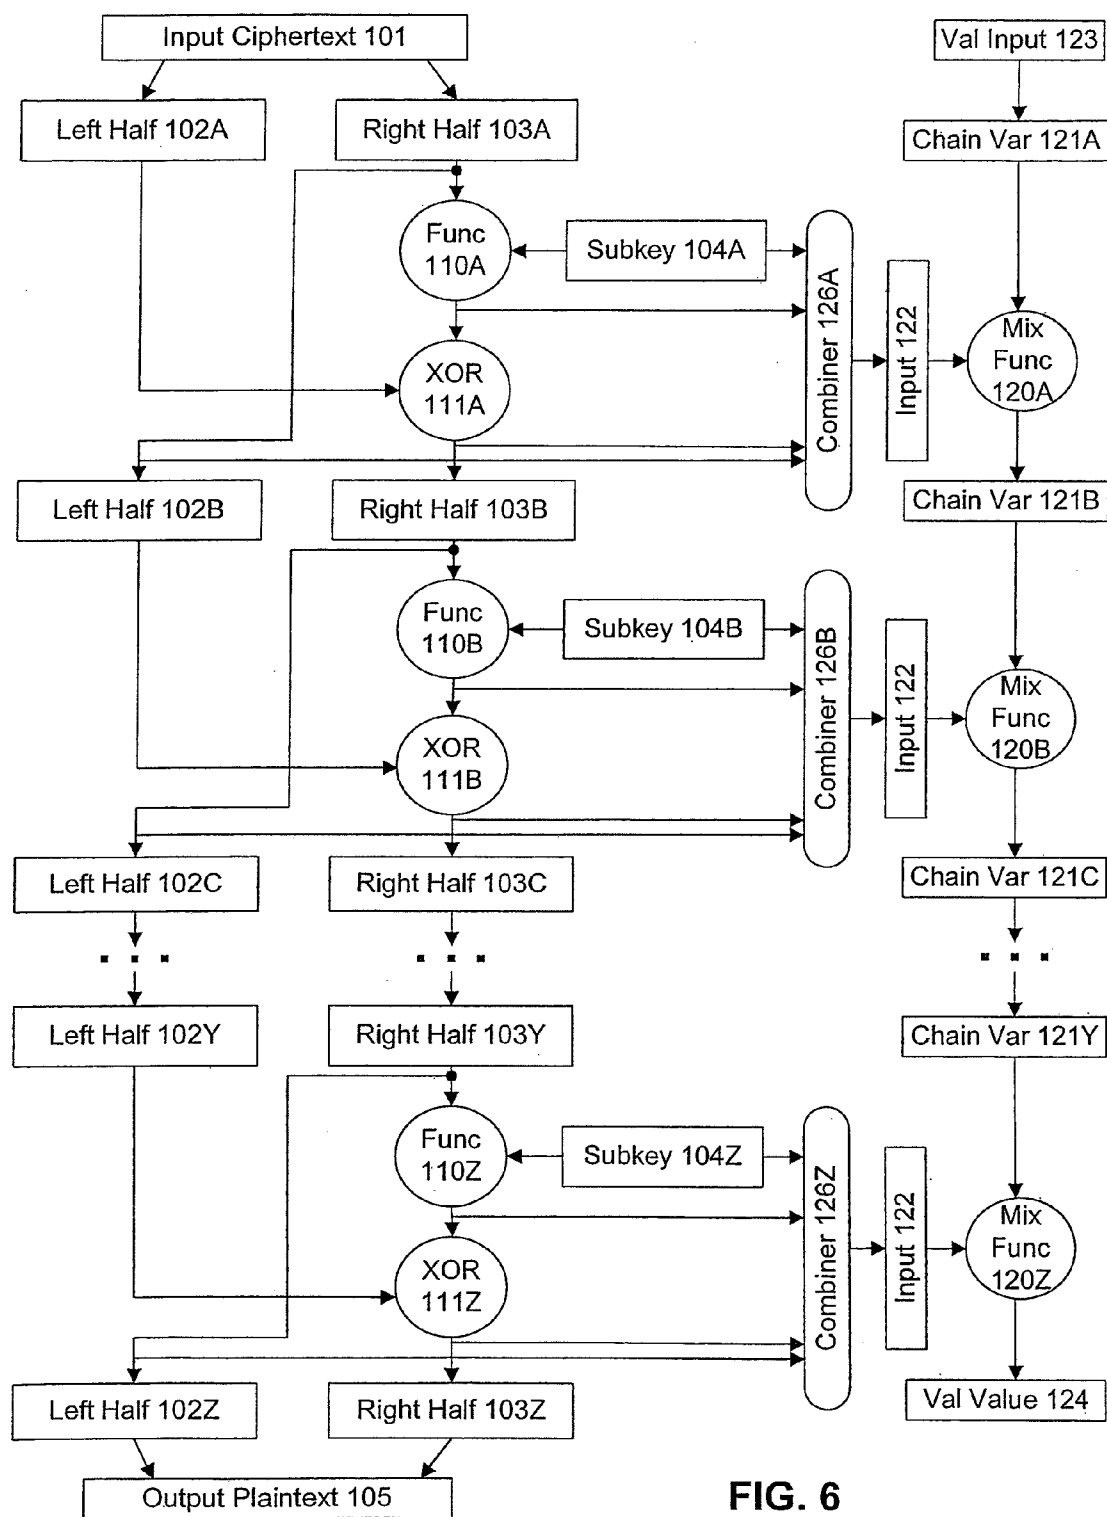 Input Ciphertext 101
Val Input 123
Left Half 102A
Right Half 103A
Chain Var 121A
Func
110A
Subkey 104A
Combiner 126A
Input 122
Mix
Func
120A
XOR
111A
Left Half 102B
Right Half 103B
Chain Var 121B
Func
110B
Subkey 104B
Combiner 126B
Input 122
Mix
Func
120B
XOR
111B
Left Half 102C
Right Half 103C
Chain Var 121C
Left Half 102Y
Right Half 103Y
Chain Var 121Y
Func
110Z
Subkey 104Z
Combiner 126Z
Input 122
Mix
Func
120Z
XOR
111Z
Left Half 102Z
Right Half 103Z
Val Value 124
Output Plaintext 105
FIG. 6